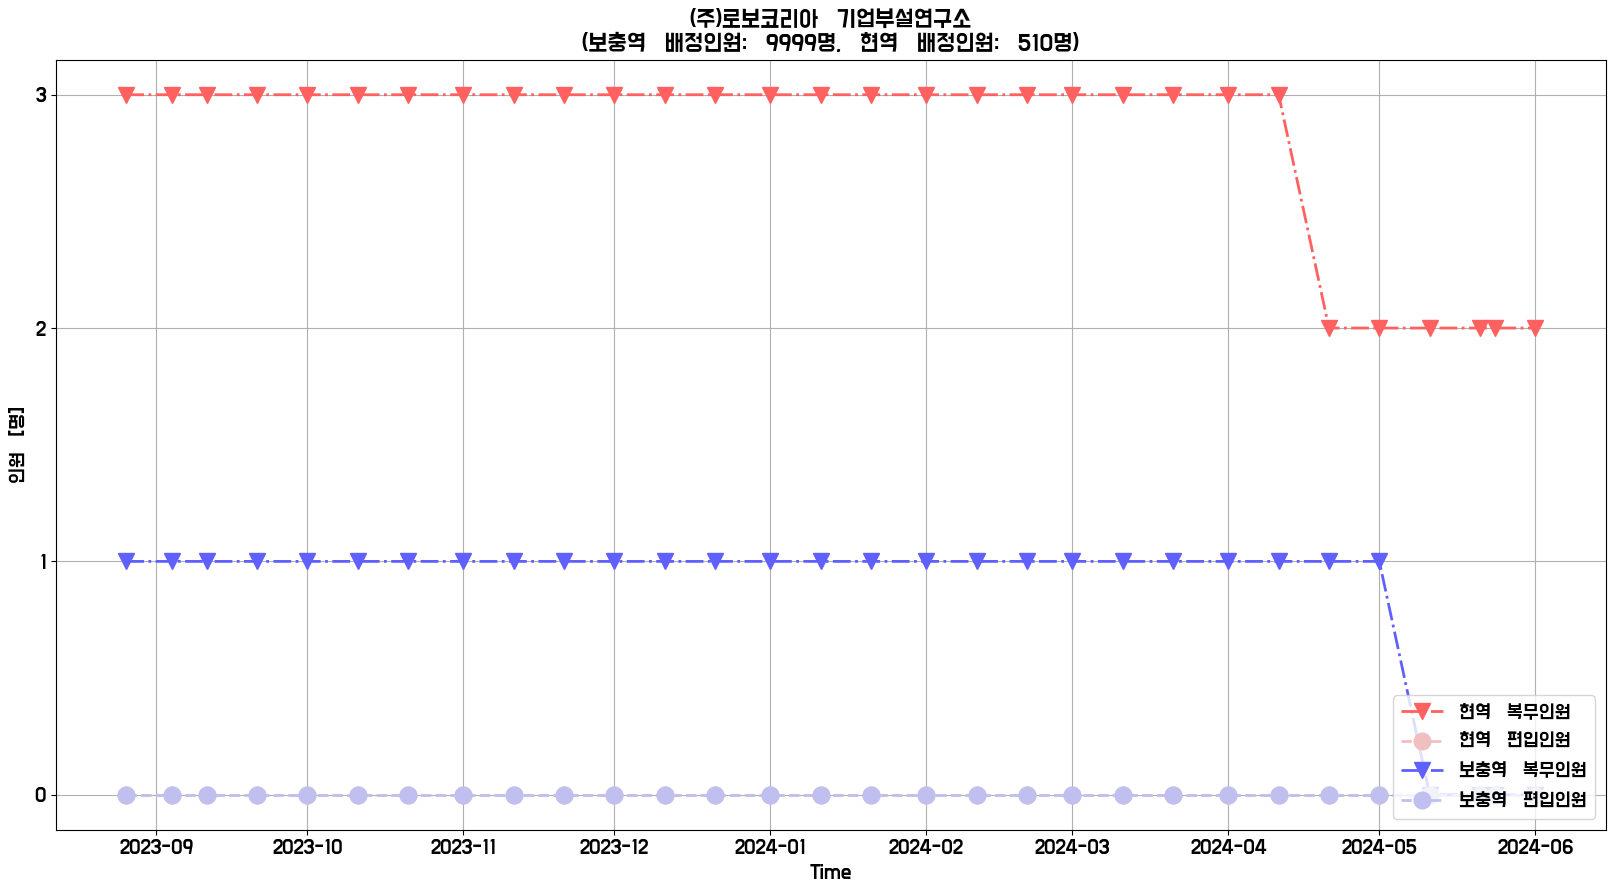 (주)로보코리아 기업부설연구소
(보충역 배정인원: 9999명, 현역 배정인원: 510명)
3
2
1
0
인원 [명]
2023-09 2023-10 2023-11 2023-12 2024-01 2024-02 2024-03 2024-04 2024-05 2024-06
Time
현역 복무인원
현역 편입인원
보충역 복무인원
보충역 편입인원